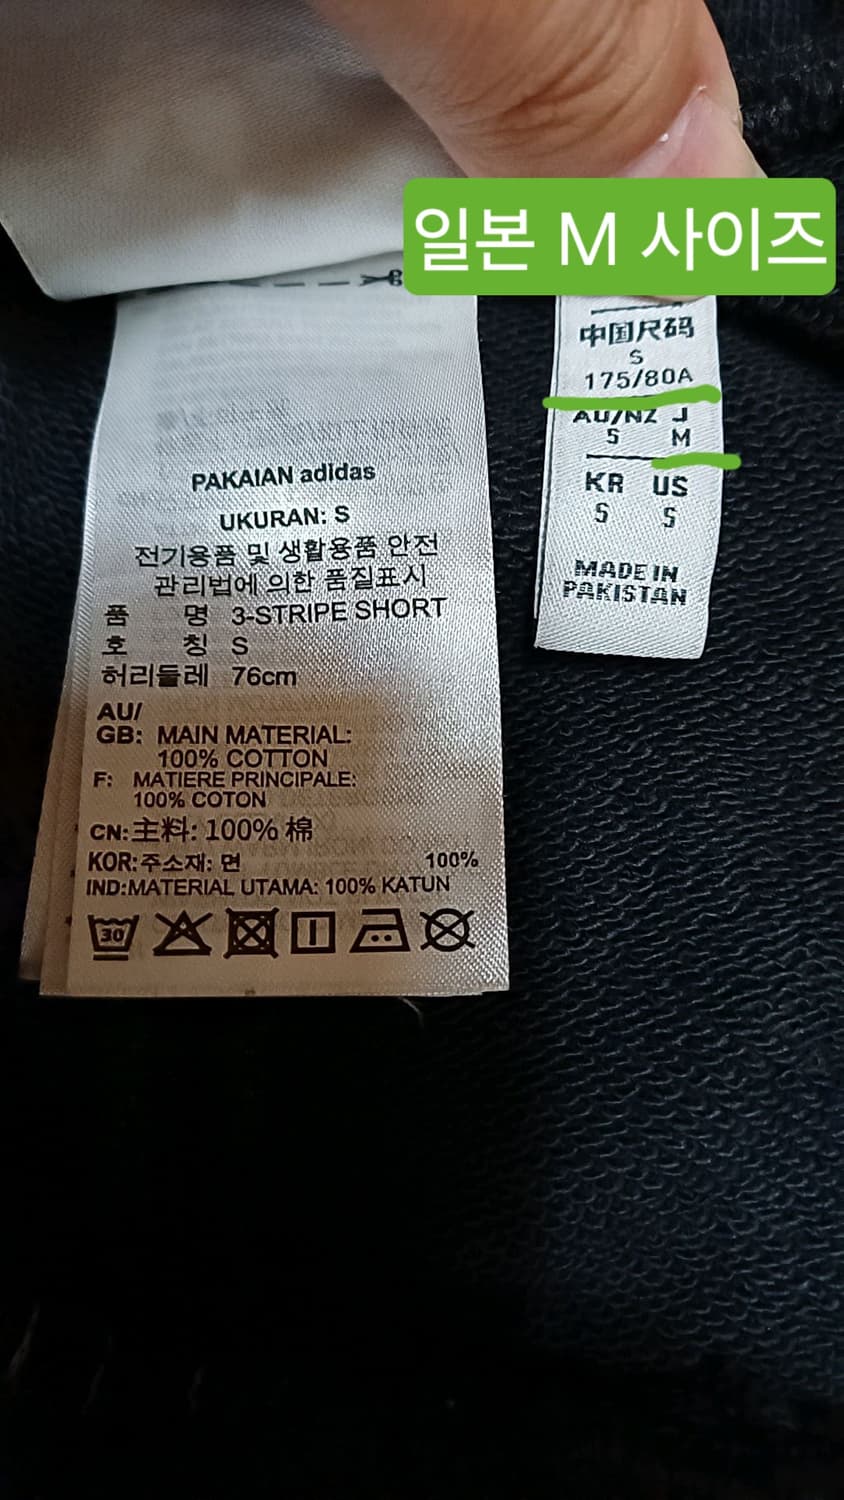 일본 M 사이즈
PAKAIAN adidas
UKURAN: S
전기용품 및 생활용품 안전
관리법에 의한 품질표시
품 명 3-STRIPE SHORT
호 칭 S
허리들레 76cm
AU/
GB: MAIN MATERIAL:
100% COTTON
F: MATIERE PRINCIPALE:
100% COTON
CN:主料: 100% 棉
KOR:주소재: 면 100%
IND:MATERIAL UTAMA: 100% KATUN
30
中国尺码
S
175/80A
AU/NZ J
S M
KR US
S S
MADE IN
PAKISTAN